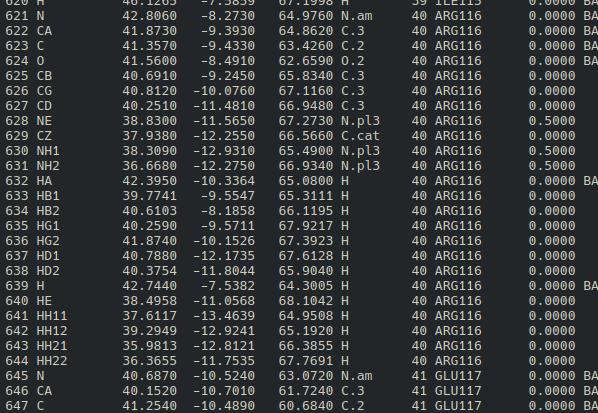 620 H 46.1265 -7.3859 67.1998 H 39 ILE115 0.0000 BA
621 N 42.8060 -8.2730 64.9760 N.am 40 ARG116 0.0000 BA
622 CA 41.8730 -9.3930 64.8620 C.3 40 ARG116 0.0000 BA
623 C 41.3570 -9.4330 63.4260 C.2 40 ARG116 0.0000 BA
624 O 41.5600 -8.4910 62.6590 O.2 40 ARG116 0.0000 BA
625 CB 40.6910 -9.2450 65.8340 C.3 40 ARG116 0.0000
626 CG 40.8120 -10.0760 67.1160 C.3 40 ARG116 0.0000
627 CD 40.2510 -11.4810 66.9480 C.3 40 ARG116 0.0000
628 NE 38.8300 -11.5650 67.2730 N.pl3 40 ARG116 0.5000
629 CZ 37.9380 -12.2550 66.5660 C.cat 40 ARG116 0.0000
630 NH1 38.3090 -12.9310 65.4900 N.pl3 40 ARG116 0.5000
631 NH2 36.6680 -12.2750 66.9340 N.pl3 40 ARG116 0.5000
632 HA 42.3950 -10.3364 65.0800 H 40 ARG116 0.0000 BA
633 HB1 39.7741 -9.5547 65.3111 H 40 ARG116 0.0000
634 HB2 40.6103 -8.1858 66.1195 H 40 ARG116 0.0000
635 HG1 40.2590 -9.5711 67.9217 H 40 ARG116 0.0000
636 HG2 41.8740 -10.1526 67.3923 H 40 ARG116 0.0000
637 HD1 40.7880 -12.1735 67.6128 H 40 ARG116 0.0000
638 HD2 40.3754 -11.8044 65.9040 H 40 ARG116 0.0000
639 H 42.7440 -7.5382 64.3005 H 40 ARG116 0.0000 BA
640 HE 38.4958 -11.0568 68.1042 H 40 ARG116 0.0000
641 HH11 37.6117 -13.4639 64.9508 H 40 ARG116 0.0000
642 HH12 39.2949 -12.9241 65.1920 H 40 ARG116 0.0000
643 HH21 35.9813 -12.8121 66.3855 H 40 ARG116 0.0000
644 HH22 36.3655 -11.7535 67.7691 H 40 ARG116 0.0000
645 N 40.6870 -10.5240 63.0720 N.am 41 GLU117 0.0000 BA
646 CA 40.1520 -10.7010 61.7240 C.3 41 GLU117 0.0000 BA
647 C 41.2540 -10.4890 60.6840 C.2 41 GLU117 0.0000 BA